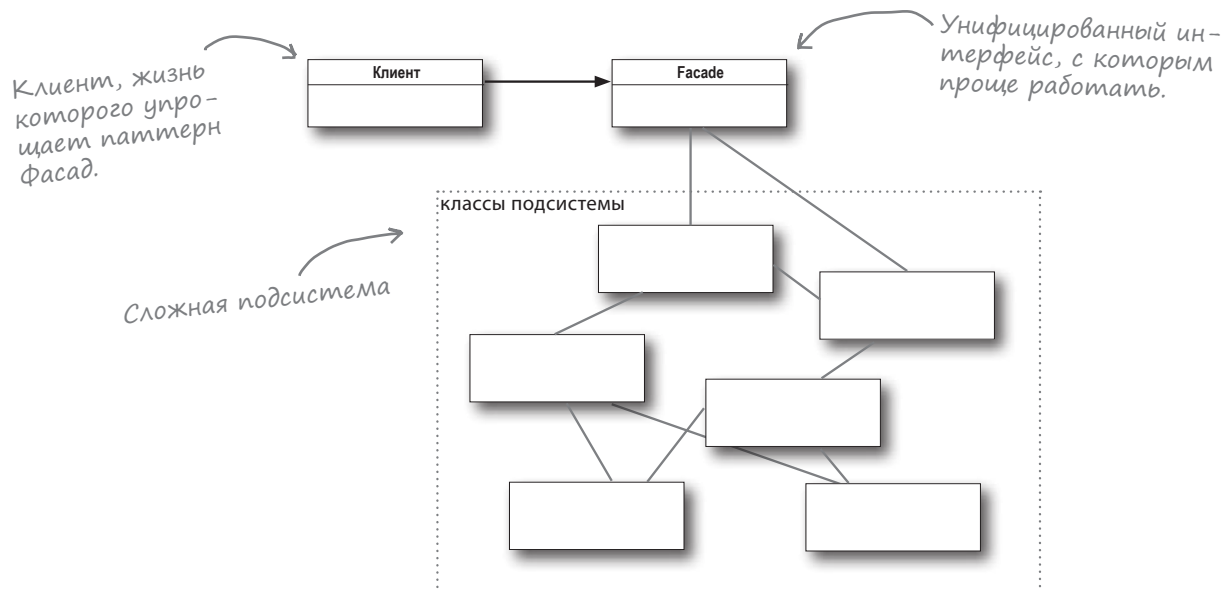 Унифицированный ин-
терфейс, с которым
проще работать.
Клиент
Facade
Клиент, жизнь
которого упро-
щает паттерн
Фасад.
классы подсистемы
Сложная подсистема